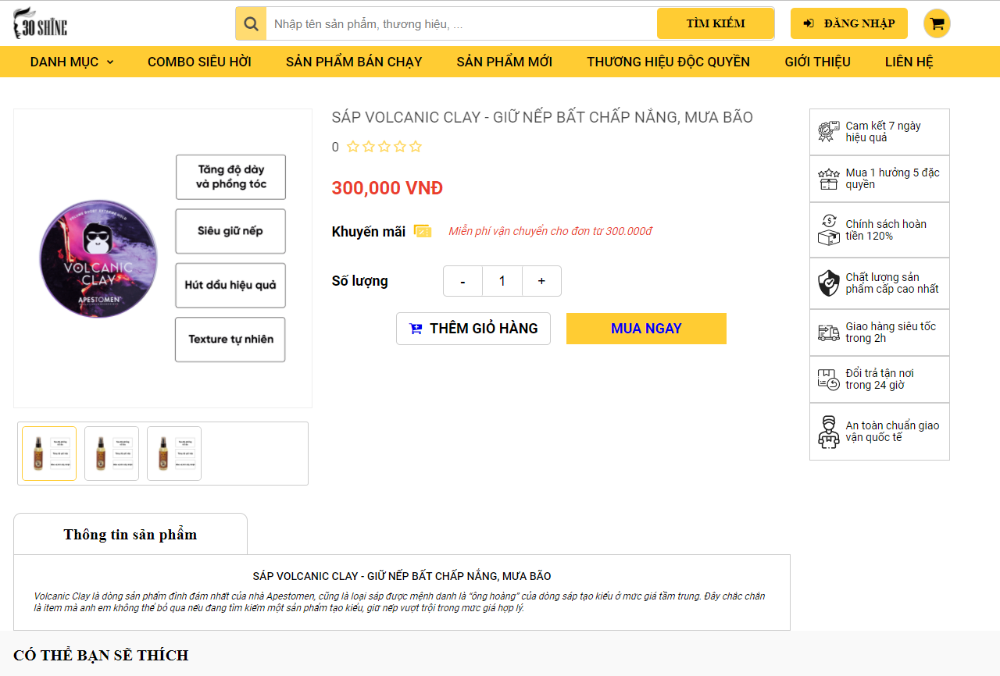 30 SHINE
Nhập tên sản phẩm, thương hiệu, ...
TÌM KIẾM
ĐĂNG NHẬP
DANH MỤC
COMBO SIÊU HỜI
SẢN PHẨM BÁN CHẠY
SẢN PHẨM MỚI
THƯƠNG HIỆU ĐỘC QUYỀN
GIỚI THIỆU
LIÊN HỆ
Tăng độ dày
và phồng tóc
Siêu giữ nếp
Hút dầu hiệu quả
Texture tự nhiên
VOLCANIC
CLAY
APESTOMEN
SÁP VOLCANIC CLAY - GIỮ NẾP BẤT CHẤP NẮNG, MƯA BÃO
0
300,000 VNĐ
Khuyến mãi
Miễn phí vận chuyển cho đơn từ 300.000đ
Số lượng
- 1 +
THÊM GIỎ HÀNG
MUA NGAY
Cam kết 7 ngày
hiệu quả
Mua 1 hưởng 5 đặc
quyền
Chính sách hoàn
tiền 120%
Chất lượng sản
phẩm cấp cao nhất
Giao hàng siêu tốc
trong 2h
Đổi trả tận nơi
trong 24 giờ
An toàn chuẩn giao
vận quốc tế
Thông tin sản phẩm
SÁP VOLCANIC CLAY - GIỮ NẾP BẤT CHẤP NẮNG, MƯA BÃO
Volcanic Clay là dòng sản phẩm đình đám nhất của nhà Apestomen, cũng là loại sáp được mệnh danh là “ông hoàng” của dòng sáp tạo kiểu ở mức giá tầm trung. Đây chắc chắn
là item mà anh em không thể bỏ qua nếu đang tìm kiếm một sản phẩm tạo kiểu, giữ nếp vượt trội trong mức giá hợp lý.
CÓ THỂ BẠN SẼ THÍCH